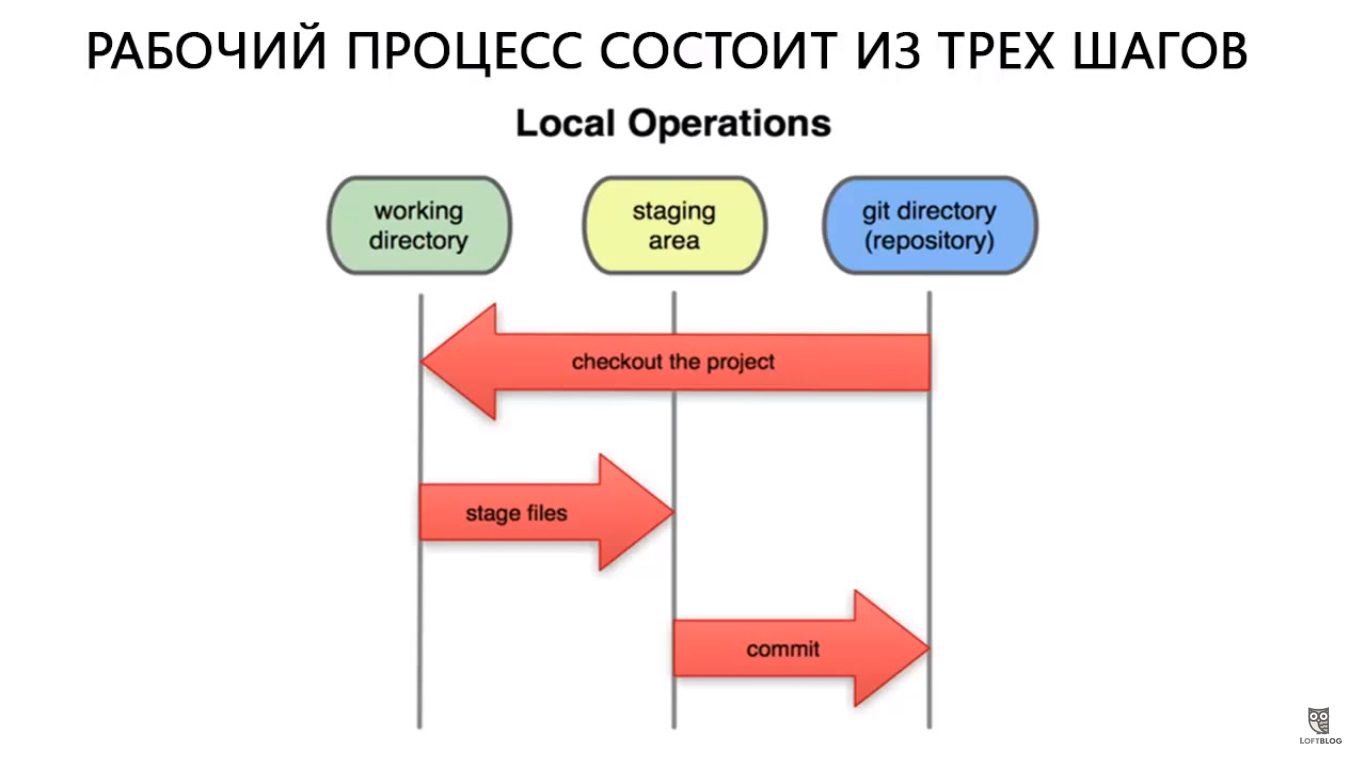 РАБОЧИЙ ПРОЦЕСС СОСТОИТ ИЗ ТРЕХ ШАГОВ
Local Operations
working
directory
staging
area
git directory
(repository)
checkout the project
stage files
commit
LOFTBLOG